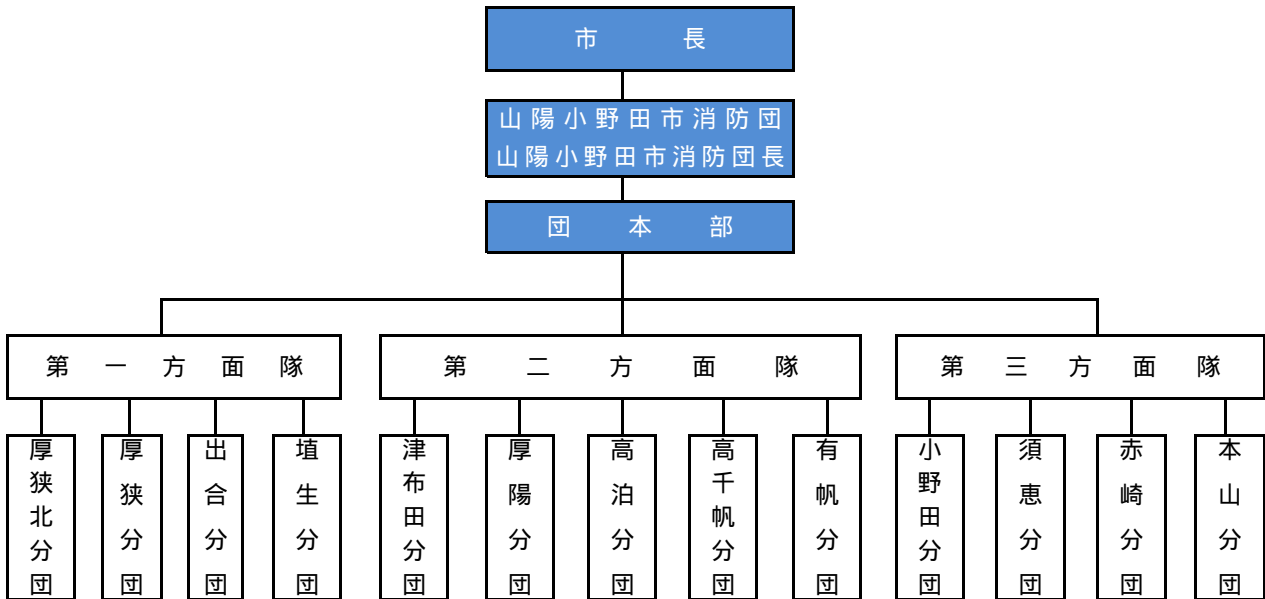 市長
山陽小野田市消防団
山陽小野田市消防団長
団本部
第一方面隊
第二方面隊
第三方面隊
厚狭北分団
厚狭分団
出合分団
埴生分団
津布田分団
厚陽分団
高泊分団
高千帆分団
有帆分団
小野田分団
須恵分団
赤崎分団
本山分団